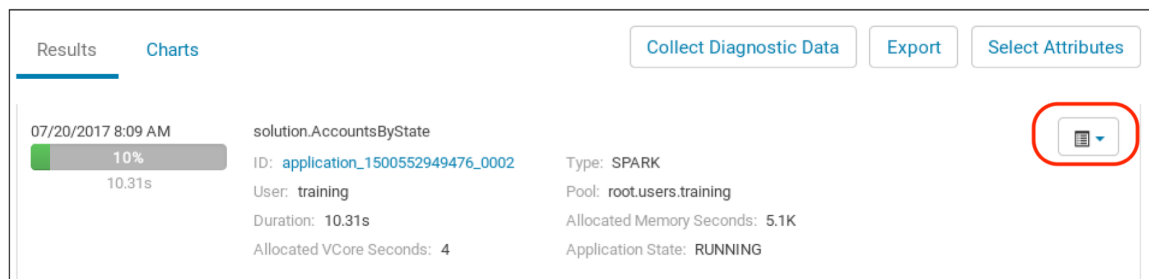 Results Charts Collect Diagnostic Data Export Select Attributes
07/20/2017 8:09 AM solution.AccountsByState
10% ID: application_1500552949476_0002 Type: SPARK
10.31s User: training Pool: root.users.training
Duration: 10.31s Allocated Memory Seconds: 5.1K
Allocated VCore Seconds: 4 Application State: RUNNING